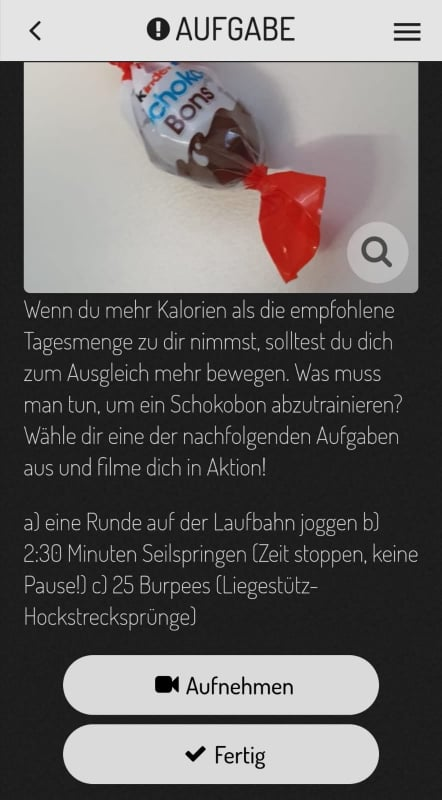 AUFGABE
kinder
Schoko
Bons
Wenn du mehr Kalorien als die empfohlene
Tagesmenge zu dir nimmst, solltest du dich
zum Ausgleich mehr bewegen. Was muss
man tun, um ein Schokobon abzutrainieren?
Wähle dir eine der nachfolgenden Aufgaben
aus und filme dich in Aktion!
a) eine Runde auf der Laufbahn joggen b)
2:30 Minuten Seilspringen (Zeit stoppen, keine
Pause!) c) 25 Burpees (Liegestütz-
Hockstrecksprünge)
Aufnehmen
Fertig